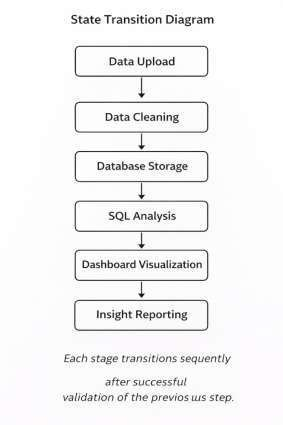 State Transition Diagram
Data Upload
Data Cleaning
Database Storage
SQL Analysis
Dashboard Visualization
Insight Reporting
Each stage transitions sequently
after successful
validation of the previos us step.